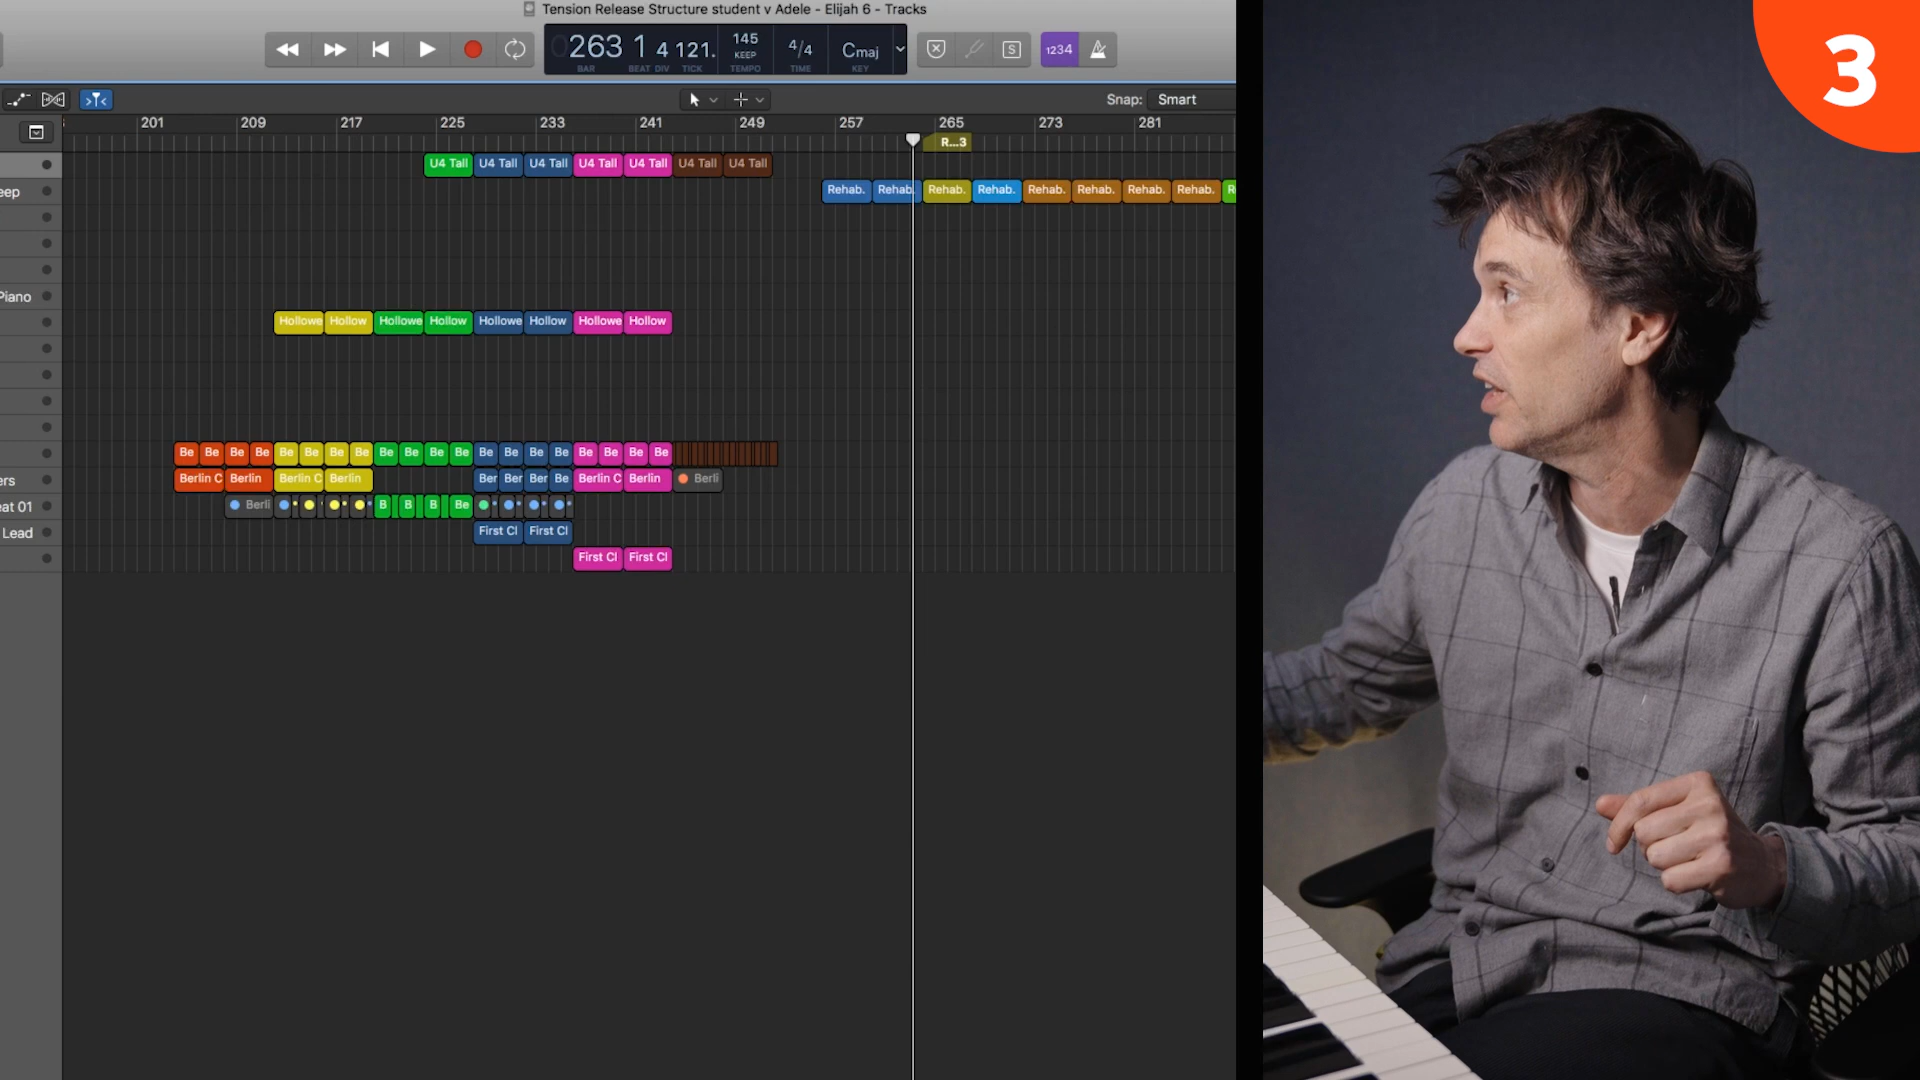 Tension Release Structure student v Adele - Elijah 6 - Tracks
3
263 1 4 121.
BAR BEAT DIV TICK
145
KEEP
TEMPO
4/4
TIME
Cmaj
KEY
S
1234
Snap: Smart
201 209 217 225 233 241 249 257 265 273 281
R...3
U4 Tall U4 Tall U4 Tall U4 Tall U4 Tall U4 Tall U4 Tall
eep
Rehab. Rehab. Rehab. Rehab. Rehab. Rehab. Rehab. Rehab. R
Piano
Hollowe Hollow Hollowe Hollow Hollowe Hollow Hollowe Hollow
Be Be Be Be Be Be Be Be Be Be Be Be Be Be Be Be Be Be Be Be
ers
Berlin C Berlin Berlin C Berlin Ber Ber Ber Be Berlin C Berlin Berli
eat 01
Berli B B B Be
Lead
First Cl First Cl
First Cl First Cl